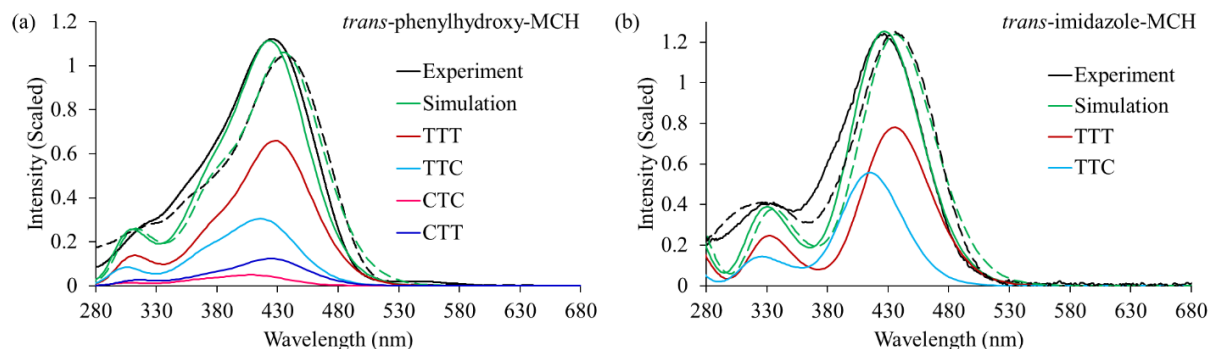 (a)
trans-phenylhydroxy-MCH
1.2
1
0.8
0.6
0.4
0.2
0
Intensity (Scaled)
Experiment
Simulation
TTT
TTC
CTC
CTT
280 330 380 430 480 530 580 630 680
Wavelength (nm)
(b)
trans-imidazole-MCH
1.2
1
0.8
0.6
0.4
0.2
0
Intensity (Scaled)
Experiment
Simulation
TTT
TTC
280 330 380 430 480 530 580 630 680
Wavelength (nm)